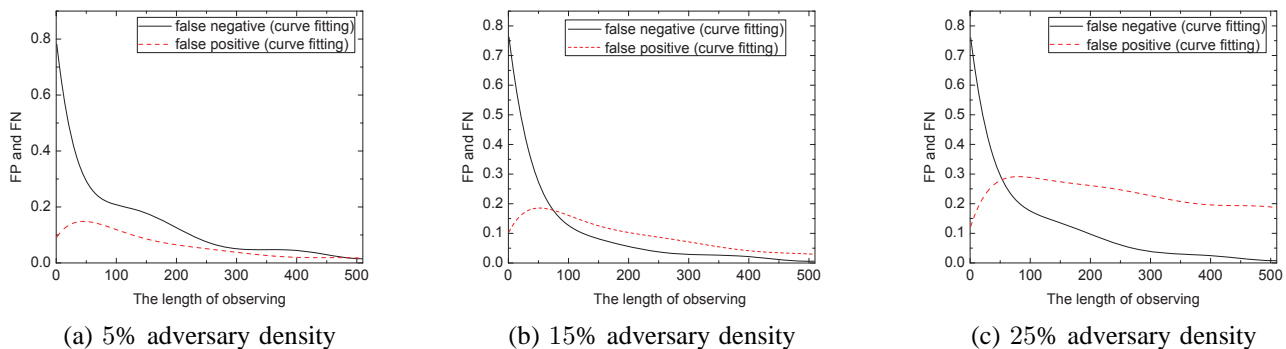 false negative (curve fitting)
false positive (curve fitting)
FP and FN
0.8
0.6
0.4
0.2
0.0
0 100 200 300 400 500
The length of observing
(a) 5% adversary density
false negative (curve fitting)
false positive (curve fitting)
FP and FN
0.8
0.7
0.6
0.5
0.4
0.3
0.2
0.1
0.0
0 100 200 300 400 500
The length of observing
(b) 15% adversary density
false negative (curve fitting)
false positive (curve fitting)
FP and FN
0.8
0.7
0.6
0.5
0.4
0.3
0.2
0.1
0.0
0 100 200 300 400 500
The length of observing
(c) 25% adversary density